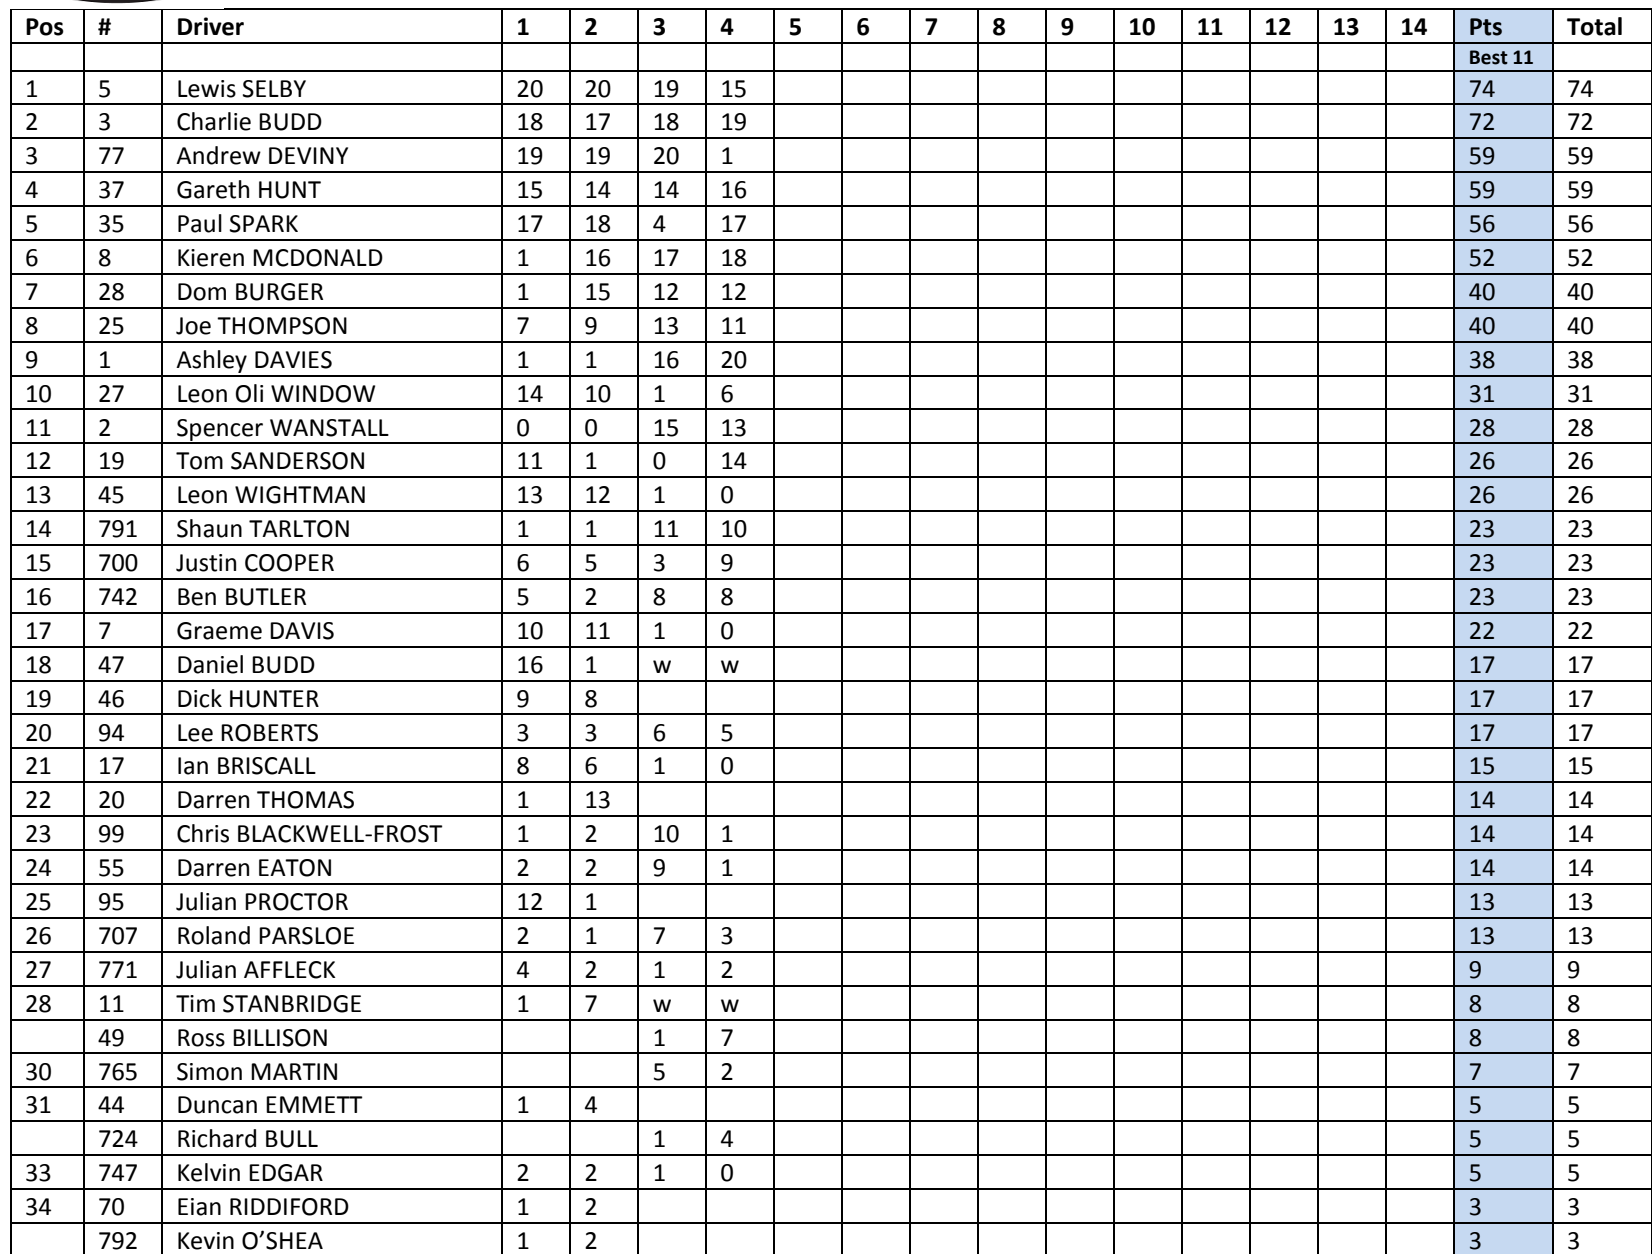 Pos # Driver 1 2 3 4 5 6 7 8 9 10 11 12 13 14 Pts Total
Best 11
1 5 Lewis SELBY 20 20 19 15 74 74
2 3 Charlie BUDD 18 17 18 19 72 72
3 77 Andrew DEVINY 19 19 20 1 59 59
4 37 Gareth HUNT 15 14 14 16 59 59
5 35 Paul SPARK 17 18 4 17 56 56
6 8 Kieren MCDONALD 1 16 17 18 52 52
7 28 Dom BURGER 1 15 12 12 40 40
8 25 Joe THOMPSON 7 9 13 11 40 40
9 1 Ashley DAVIES 1 1 16 20 38 38
10 27 Leon Oli WINDOW 14 10 1 6 31 31
11 2 Spencer WANSTALL 0 0 15 13 28 28
12 19 Tom SANDERSON 11 1 0 14 26 26
13 45 Leon WIGHTMAN 13 12 1 0 26 26
14 791 Shaun TARLTON 1 1 11 10 23 23
15 700 Justin COOPER 6 5 3 9 23 23
16 742 Ben BUTLER 5 2 8 8 23 23
17 7 Graeme DAVIS 10 11 1 0 22 22
18 47 Daniel BUDD 16 1 w w 17 17
19 46 Dick HUNTER 9 8 17 17
20 94 Lee ROBERTS 3 3 6 5 17 17
21 17 Ian BRISCALL 8 6 1 0 15 15
22 20 Darren THOMAS 1 13 14 14
23 99 Chris BLACKWELL-FROST 1 2 10 1 14 14
24 55 Darren EATON 2 2 9 1 14 14
25 95 Julian PROCTOR 12 1 13 13
26 707 Roland PARSLOE 2 1 7 3 13 13
27 771 Julian AFFLECK 4 2 1 2 9 9
28 11 Tim STANBRIDGE 1 7 w w 8 8
49 Ross BILLISON 1 7 8 8
30 765 Simon MARTIN 5 2 7 7
31 44 Duncan EMMETT 1 4 5 5
724 Richard BULL 1 4 5 5
33 747 Kelvin EDGAR 2 2 1 0 5 5
34 70 Eian RIDDIFORD 1 2 3 3
792 Kevin O’SHEA 1 2 3 3